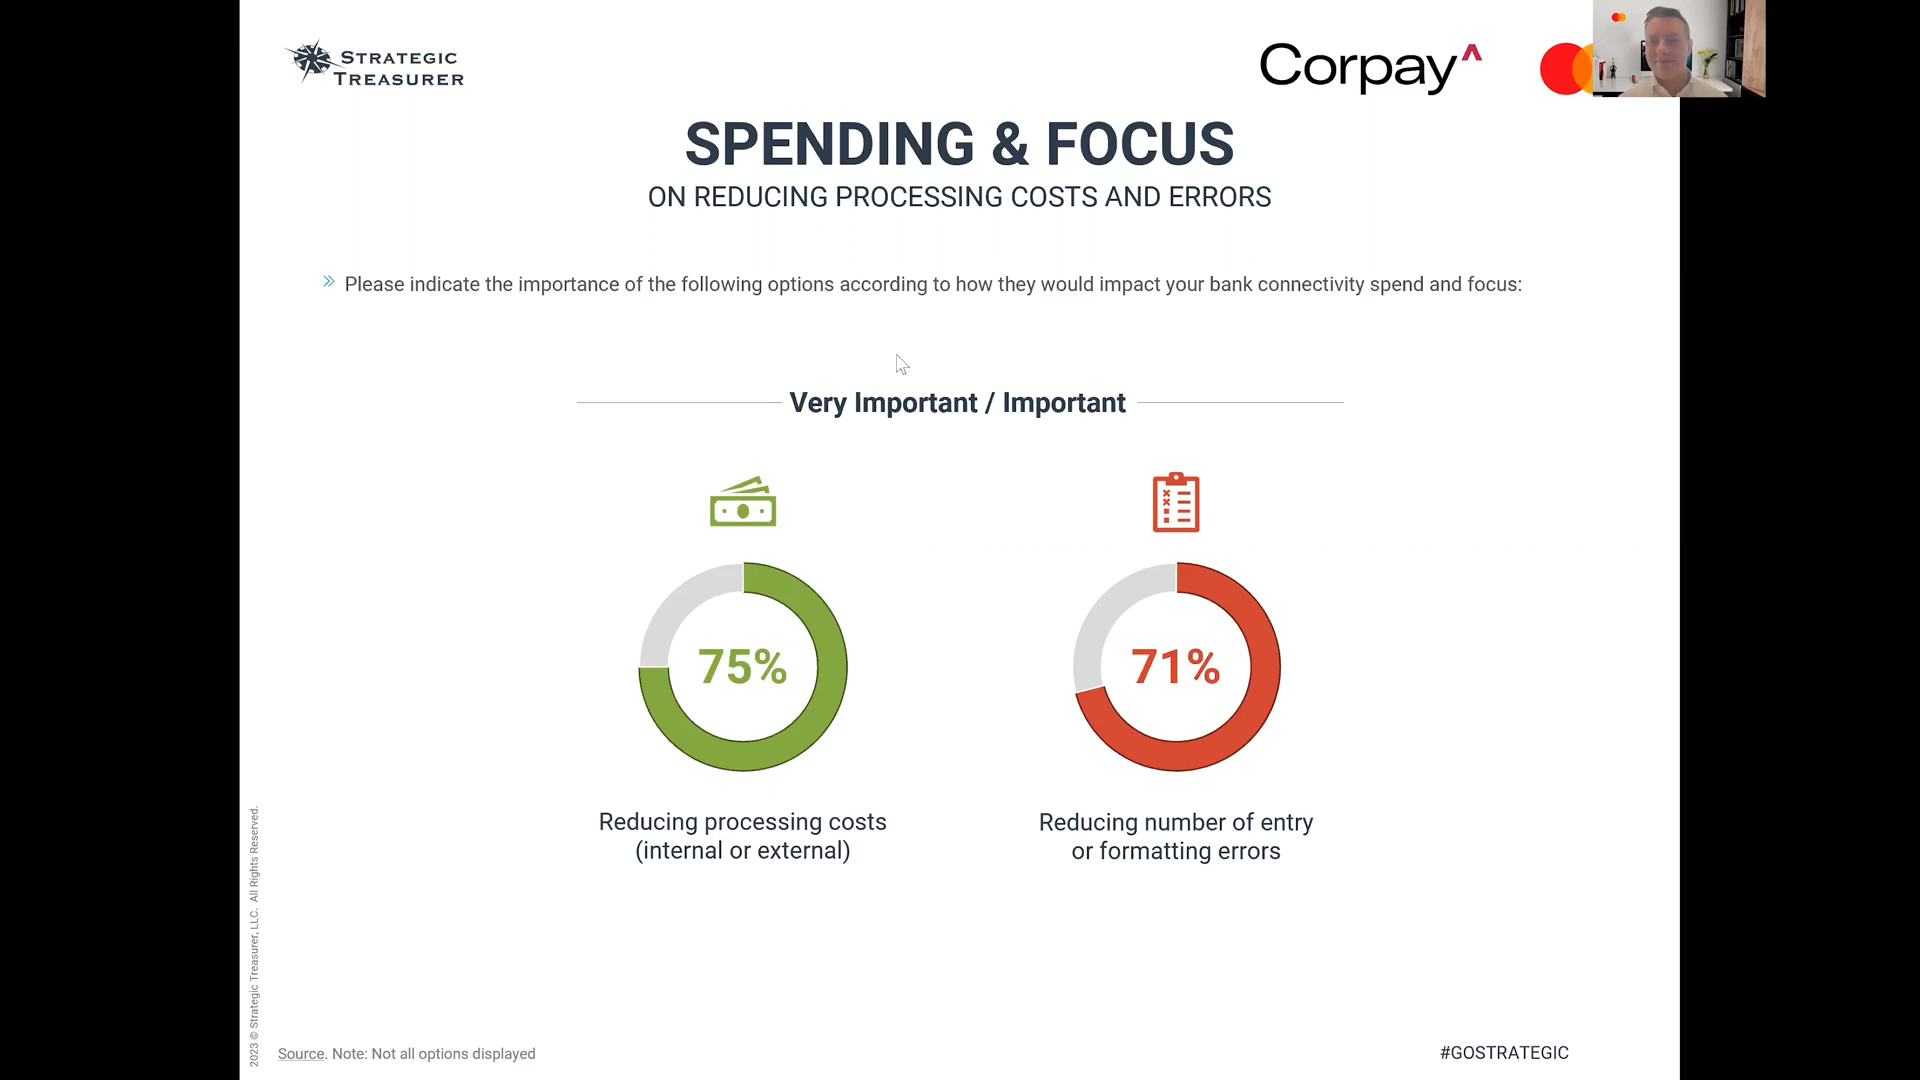 STRATEGIC
TREASURER
Corpay^
SPENDING & FOCUS
ON REDUCING PROCESSING COSTS AND ERRORS
» Please indicate the importance of the following options according to how they would impact your bank connectivity spend and focus:
Very Important / Important
75%
71%
Reducing processing costs
(internal or external)
Reducing number of entry
or formatting errors
2023 © Strategic Treasurer, LLC. All Rights Reserved.
Source. Note: Not all options displayed
#GOSTRATEGIC